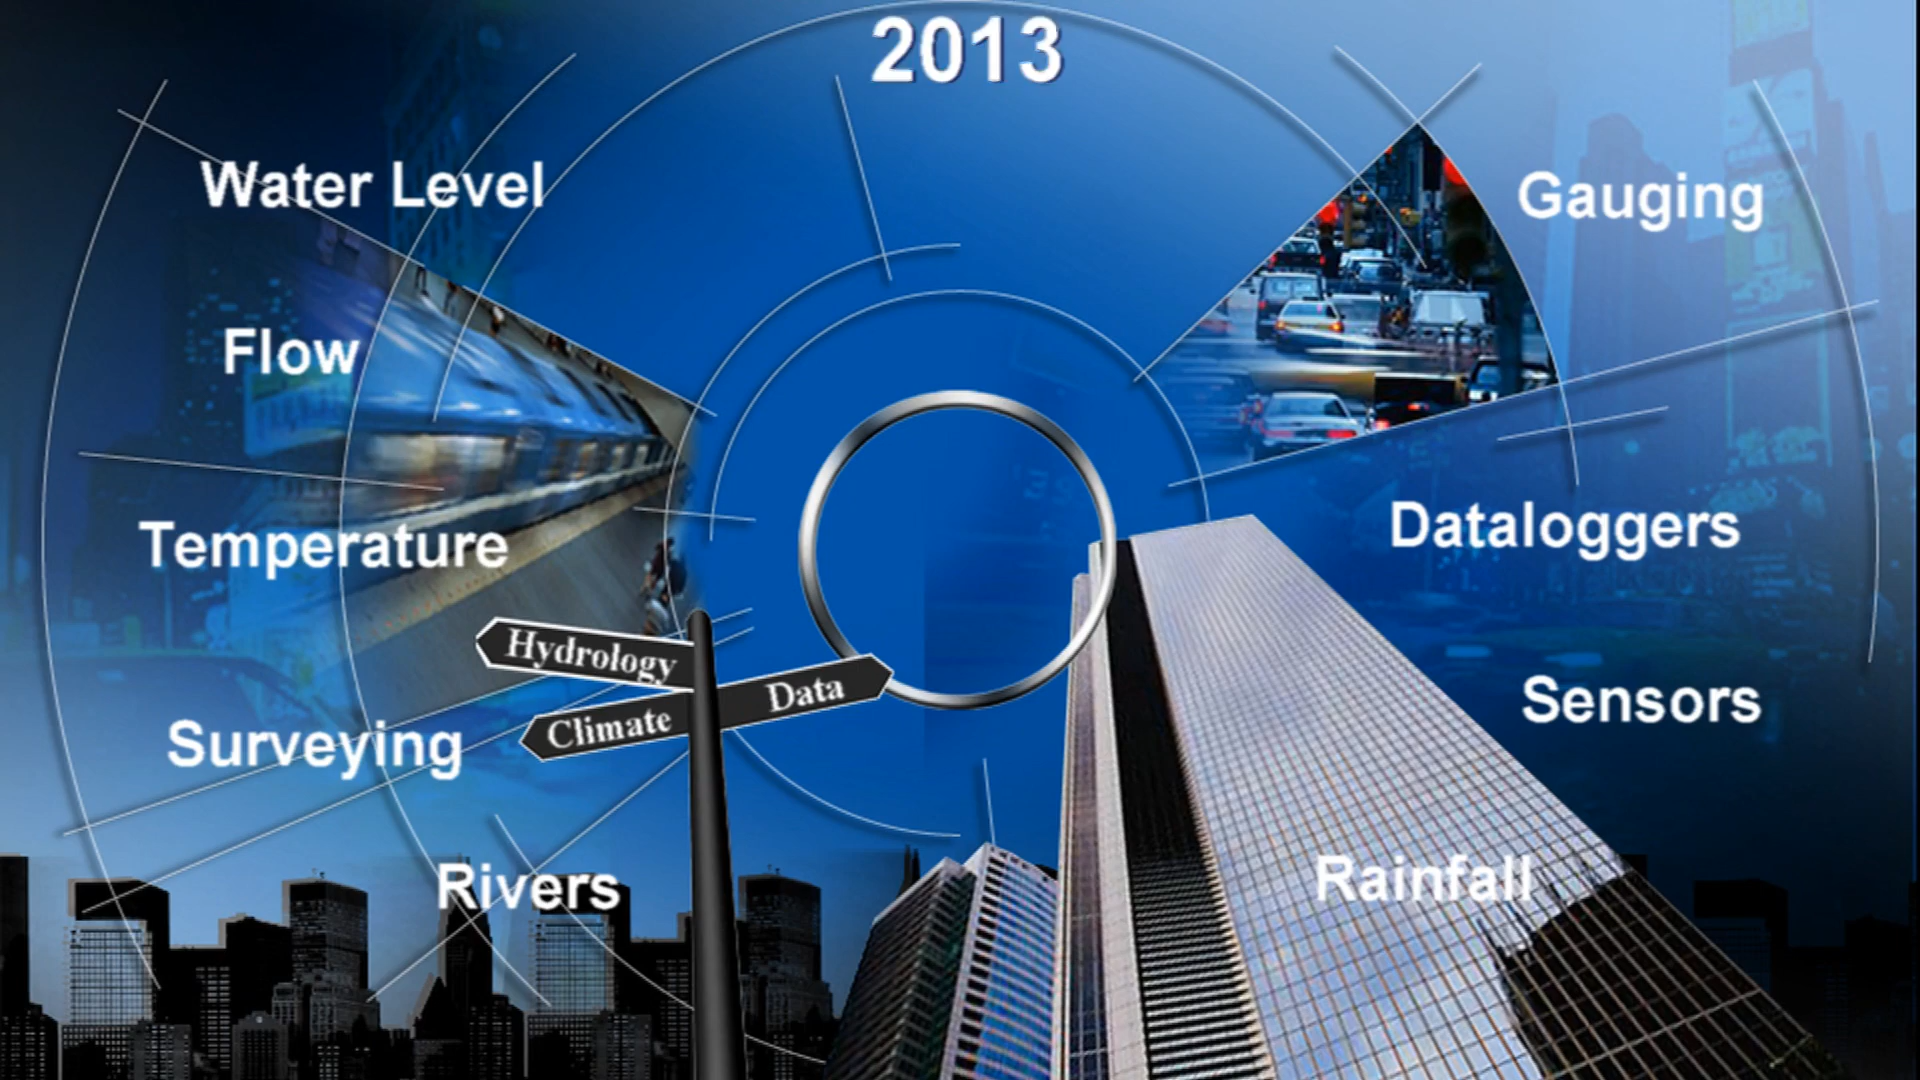 2013
Water Level
Gauging
Flow
Temperature
Dataloggers
Hydrology
Data
Climate
Sensors
Surveying
Rivers
Rainfall